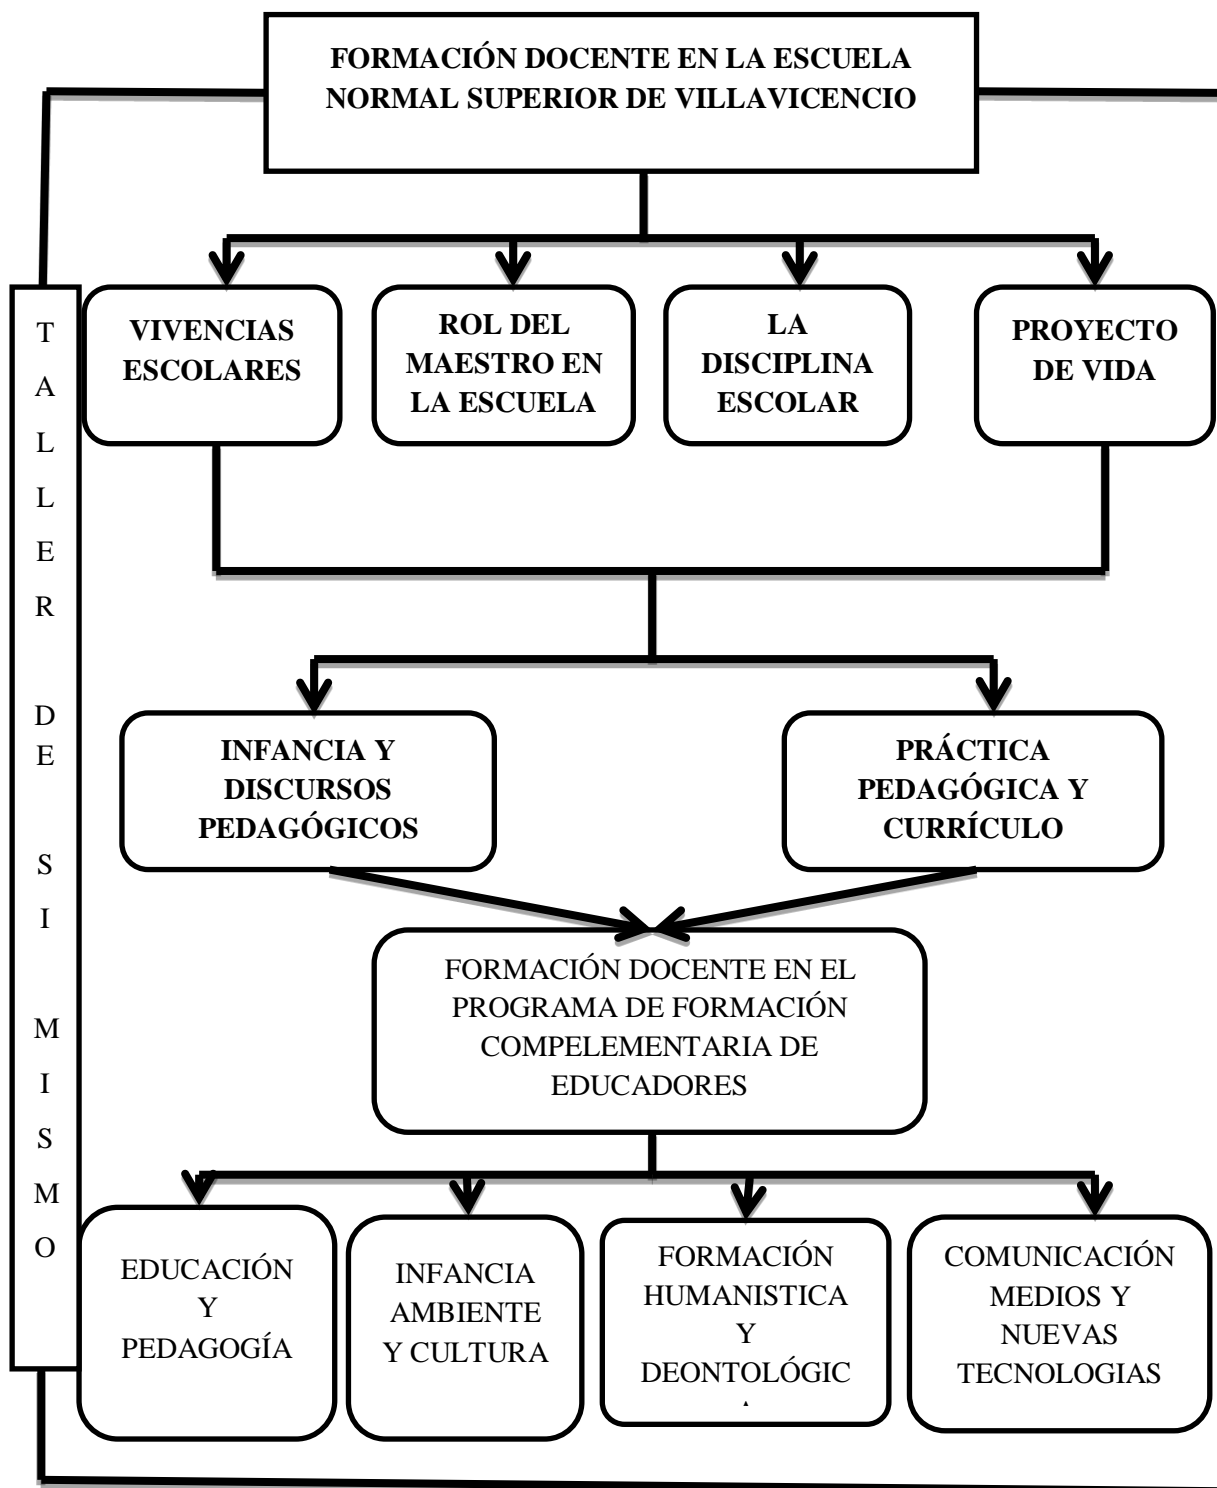 FORMACIÓN DOCENTE EN LA ESCUELA
NORMAL SUPERIOR DE VILLAVICENCIO
VIVENCIAS
ESCOLARES
ROL DEL
MAESTRO EN
LA ESCUELA
LA
DISCIPLINA
ESCOLAR
PROYECTO
DE VIDA
T
A
L
L
E
R
D
E
S
I
M
I
S
M
O
INFANCIA Y
DISCURSOS
PEDAGÓGICOS
PRÁCTICA
PEDAGÓGICA Y
CURRÍCULO
FORMACIÓN DOCENTE EN EL
PROGRAMA DE FORMACIÓN
COMPELEMENTARIA DE
EDUCADORES
EDUCACIÓN
Y
PEDAGOGÍA
INFANCIA
AMBIENTE
Y CULTURA
FORMACIÓN
HUMANISTICA
Y
DEONTOLÓGIC
COMUNICACIÓN
MEDIOS Y
NUEVAS
TECNOLOGIAS